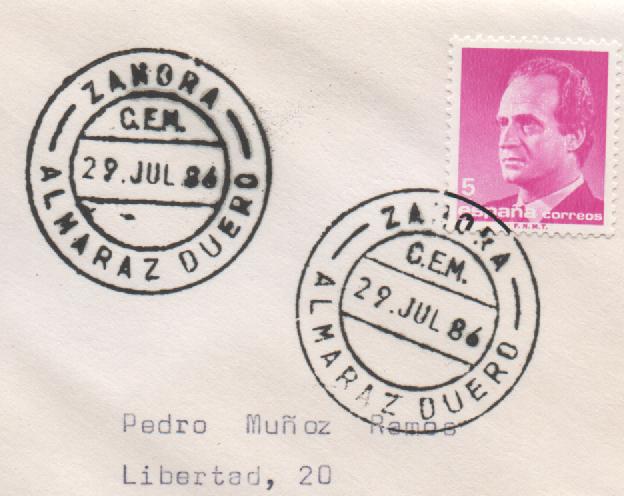 ZAMORA
C.E.M.
29.JUL 86
ALMARAZ DUERO
5
españa correos
F.N.M.T.
ZAMORA
C.E.M.
29.JUL 86
ALMARAZ DUERO
Pedro Muñoz Ramos
Libertad, 20